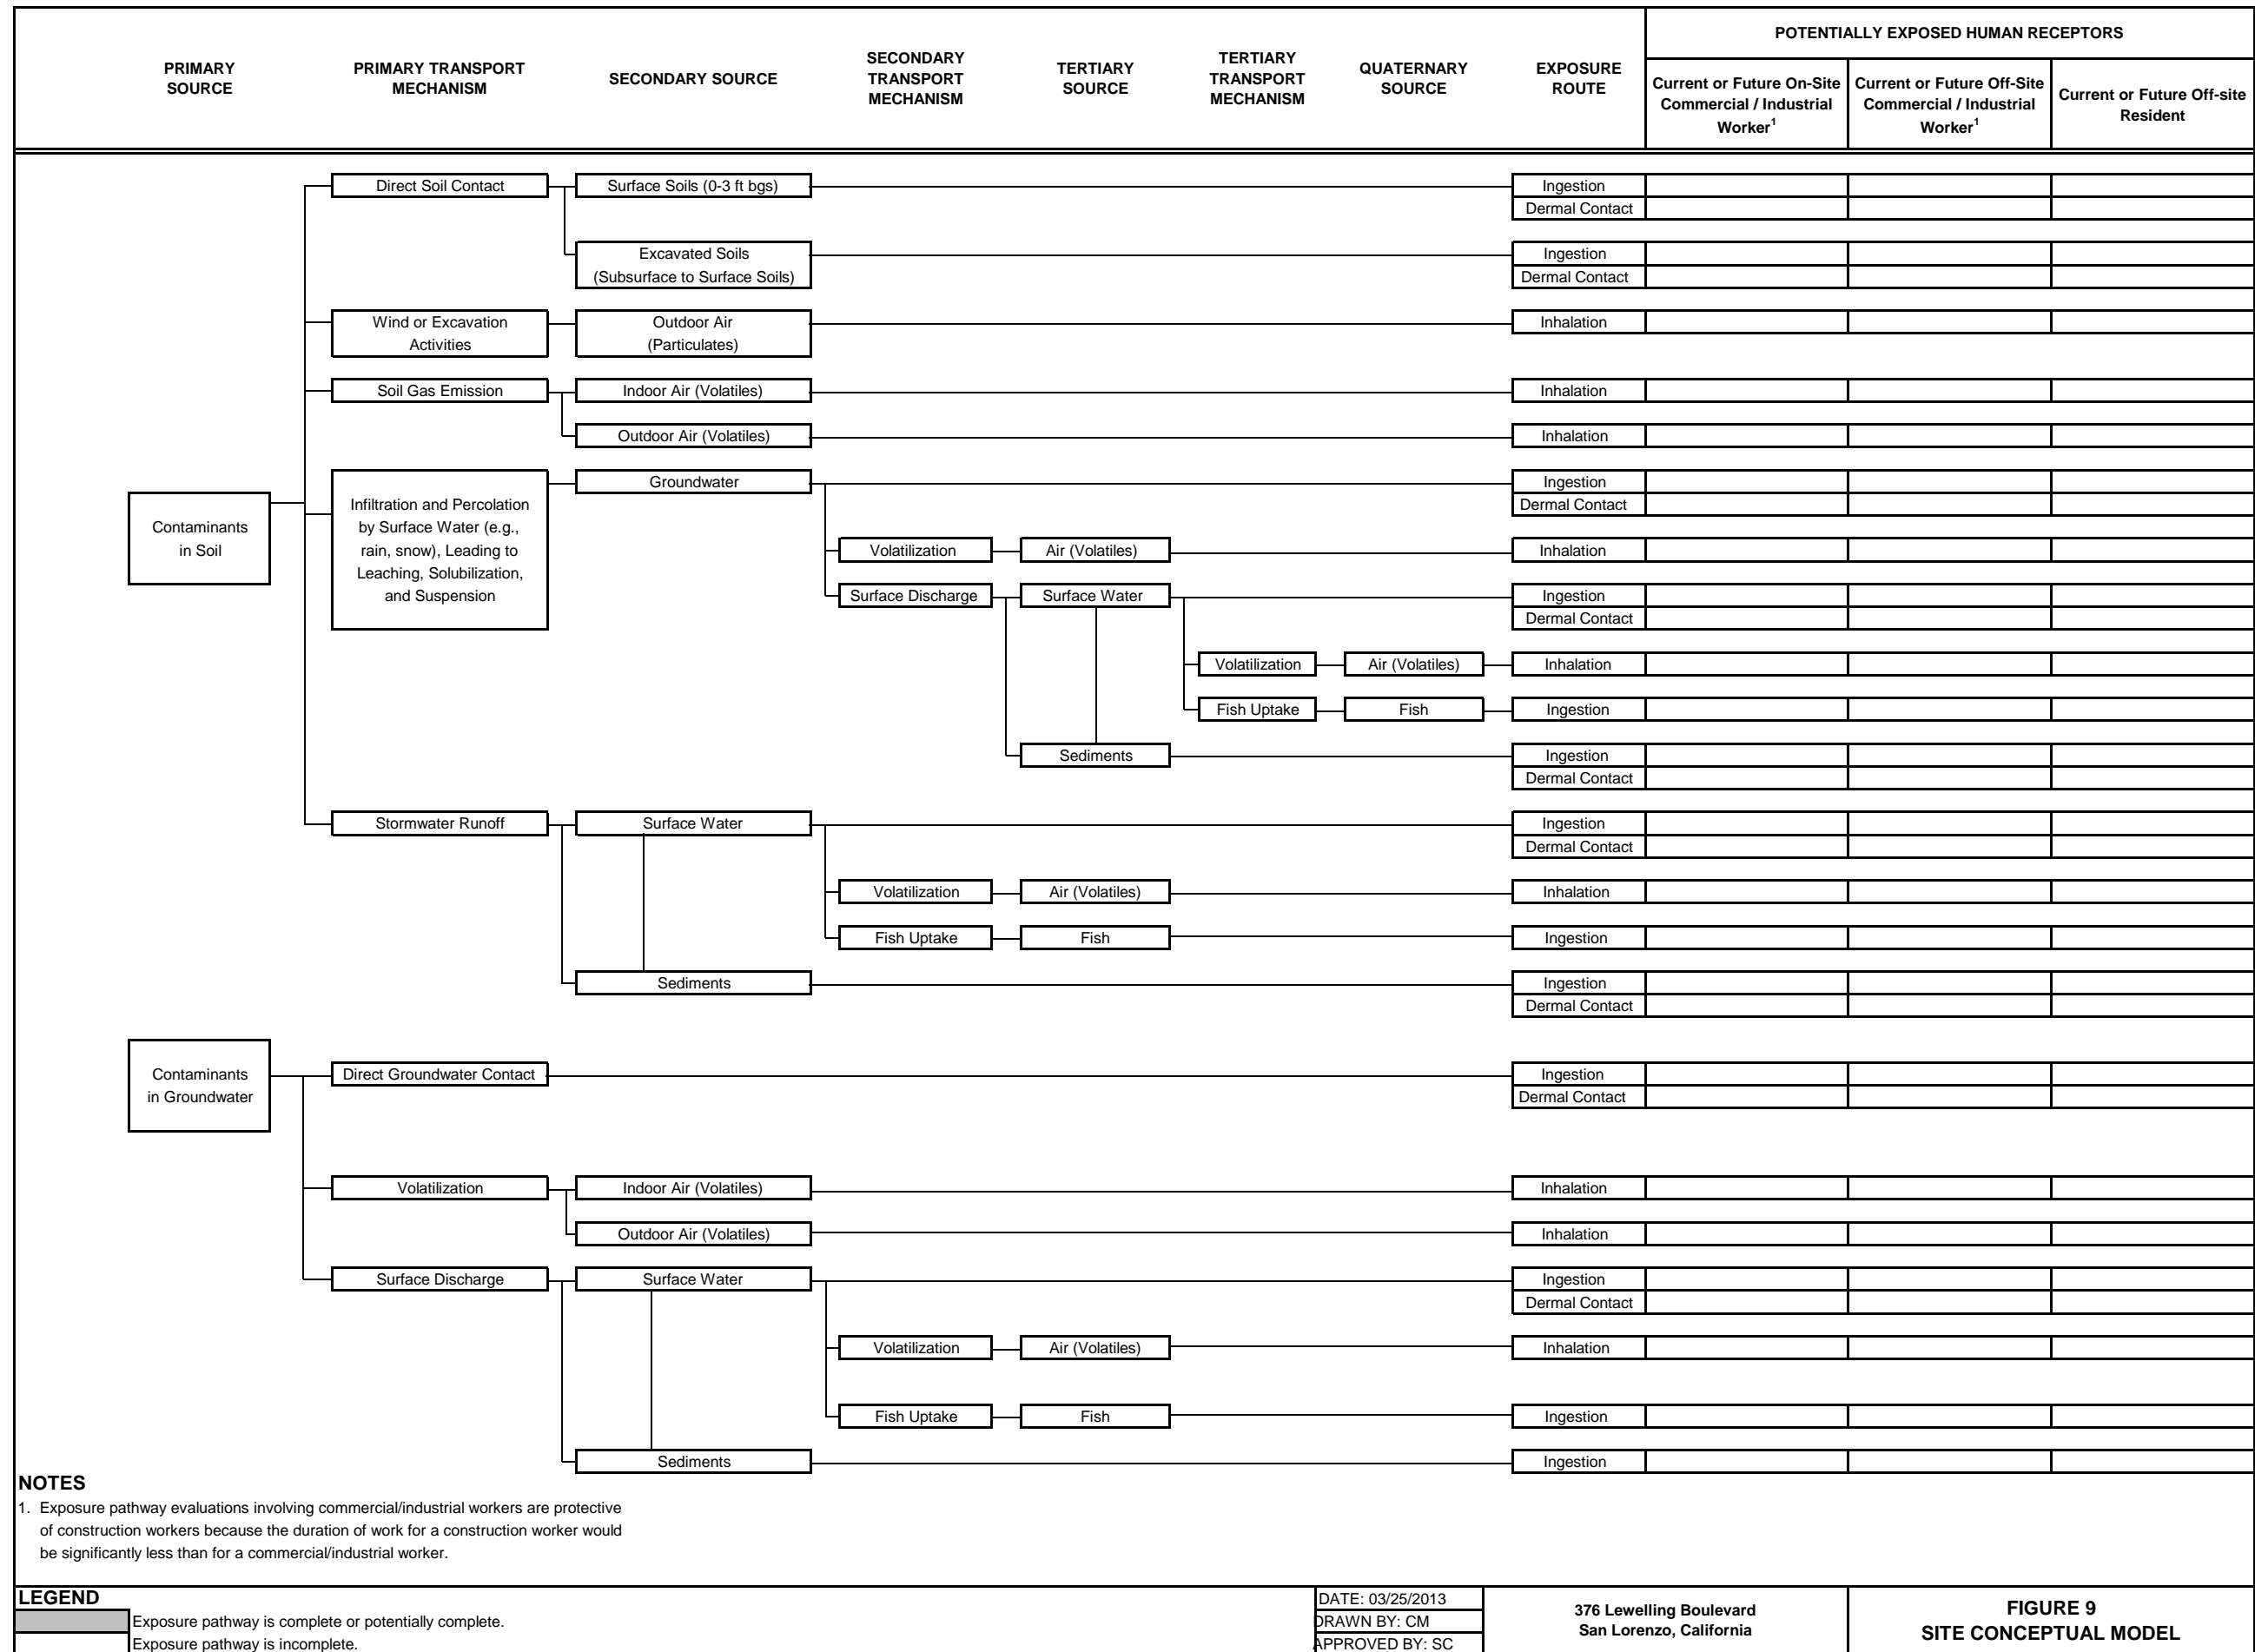 POTENTIALLY EXPOSED HUMAN RECEPTORS
PRIMARY
SOURCE
PRIMARY TRANSPORT
MECHANISM
SECONDARY SOURCE
SECONDARY
TRANSPORT
MECHANISM
TERTIARY
SOURCE
TERTIARY
TRANSPORT
MECHANISM
QUATERNARY
SOURCE
EXPOSURE
ROUTE
Current or Future On-Site
Commercial / Industrial
Worker1
Current or Future Off-Site
Commercial / Industrial
Worker1
Current or Future Off-site
Resident
Direct Soil Contact
Surface Soils (0-3 ft bgs)
Ingestion
Dermal Contact
Excavated Soils
(Subsurface to Surface Soils)
Ingestion
Dermal Contact
Wind or Excavation
Activities
Outdoor Air
(Particulates)
Inhalation
Soil Gas Emission
Indoor Air (Volatiles)
Inhalation
Outdoor Air (Volatiles)
Inhalation
Contaminants
in Soil
Infiltration and Percolation
by Surface Water (e.g.,
rain, snow), Leading to
Leaching, Solubilization,
and Suspension
Groundwater
Ingestion
Dermal Contact
Volatilization
Air (Volatiles)
Inhalation
Surface Discharge
Surface Water
Ingestion
Dermal Contact
Volatilization
Air (Volatiles)
Inhalation
Fish Uptake
Fish
Ingestion
Sediments
Ingestion
Dermal Contact
Stormwater Runoff
Surface Water
Ingestion
Dermal Contact
Volatilization
Air (Volatiles)
Inhalation
Fish Uptake
Fish
Ingestion
Sediments
Ingestion
Dermal Contact
Contaminants
in Groundwater
Direct Groundwater Contact
Ingestion
Dermal Contact
Volatilization
Indoor Air (Volatiles)
Inhalation
Outdoor Air (Volatiles)
Inhalation
Surface Discharge
Surface Water
Ingestion
Dermal Contact
Volatilization
Air (Volatiles)
Inhalation
Fish Uptake
Fish
Ingestion
Sediments
Ingestion
NOTES
1. Exposure pathway evaluations involving commercial/industrial workers are protective
of construction workers because the duration of work for a construction worker would
be significantly less than for a commercial/industrial worker.
LEGEND
Exposure pathway is complete or potentially complete.
Exposure pathway is incomplete.
DATE: 03/25/2013
DRAWN BY: CM
APPROVED BY: SC
376 Lewelling Boulevard
San Lorenzo, California
FIGURE 9
SITE CONCEPTUAL MODEL